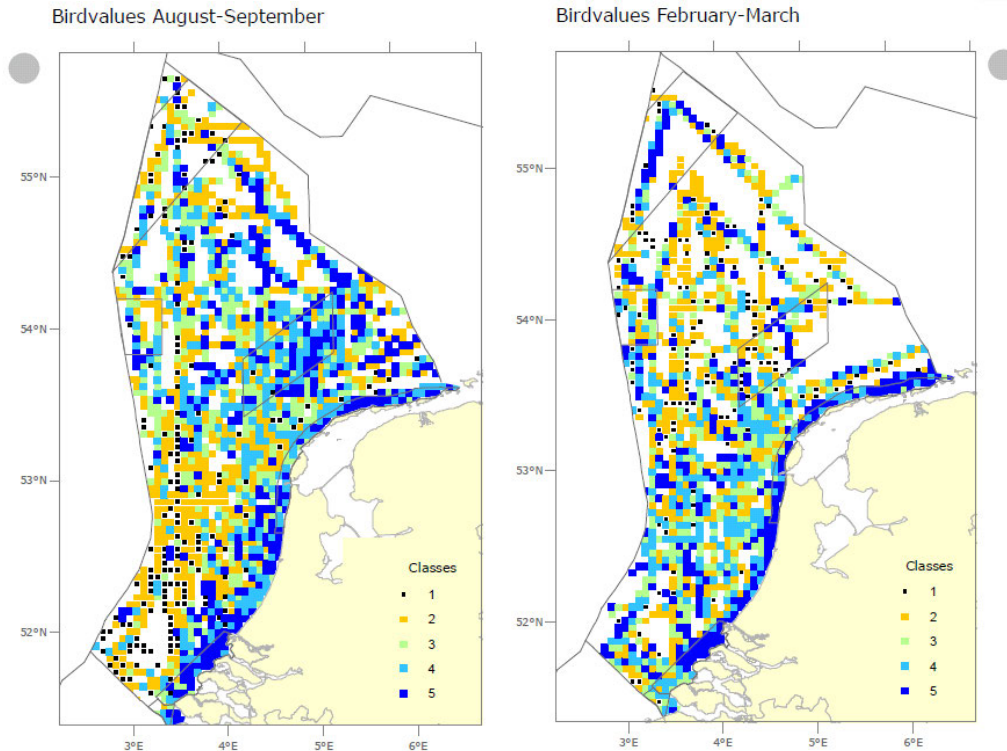 Birdvalues August-September
55°N
54°N
53°N
52°N
3°E 4°E 5°E 6°E
Classes
1
2
3
4
5
Birdvalues February-March
55°N
54°N
53°N
52°N
3°E 4°E 5°E 6°E
Classes
1
2
3
4
5